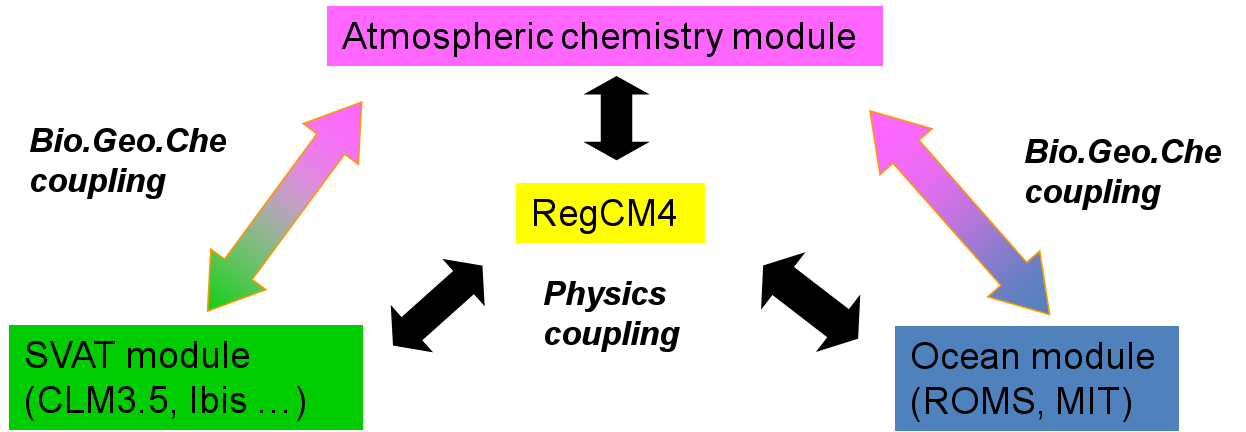 Atmospheric chemistry module
Bio.Geo.Che
coupling
Bio.Geo.Che
coupling
RegCM4
Physics
coupling
SVAT module
(CLM3.5, Ibis …)
Ocean module
(ROMS, MIT)